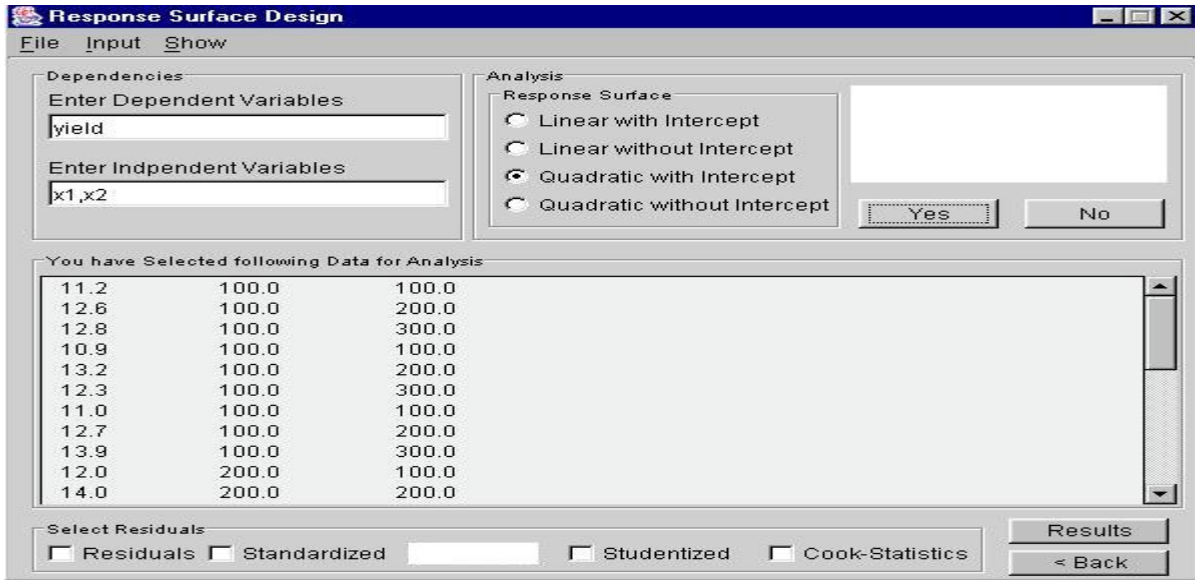 Response Surface Design
File Input Show
Dependencies
Enter Dependent Variables
yield
Enter Indpendent Variables
x1,x2
Analysis
Response Surface
Linear with Intercept
Linear without Intercept
Quadratic with Intercept
Quadratic without Intercept
Yes No
You have Selected following Data for Analysis
11.2 100.0 100.0
12.6 100.0 200.0
12.8 100.0 300.0
10.9 100.0 100.0
13.2 100.0 200.0
12.3 100.0 300.0
11.0 100.0 100.0
12.7 100.0 200.0
13.9 100.0 300.0
12.0 200.0 100.0
14.0 200.0 200.0
Select Residuals
Residuals Standardized Studentized Cook-Statistics
Results
< Back